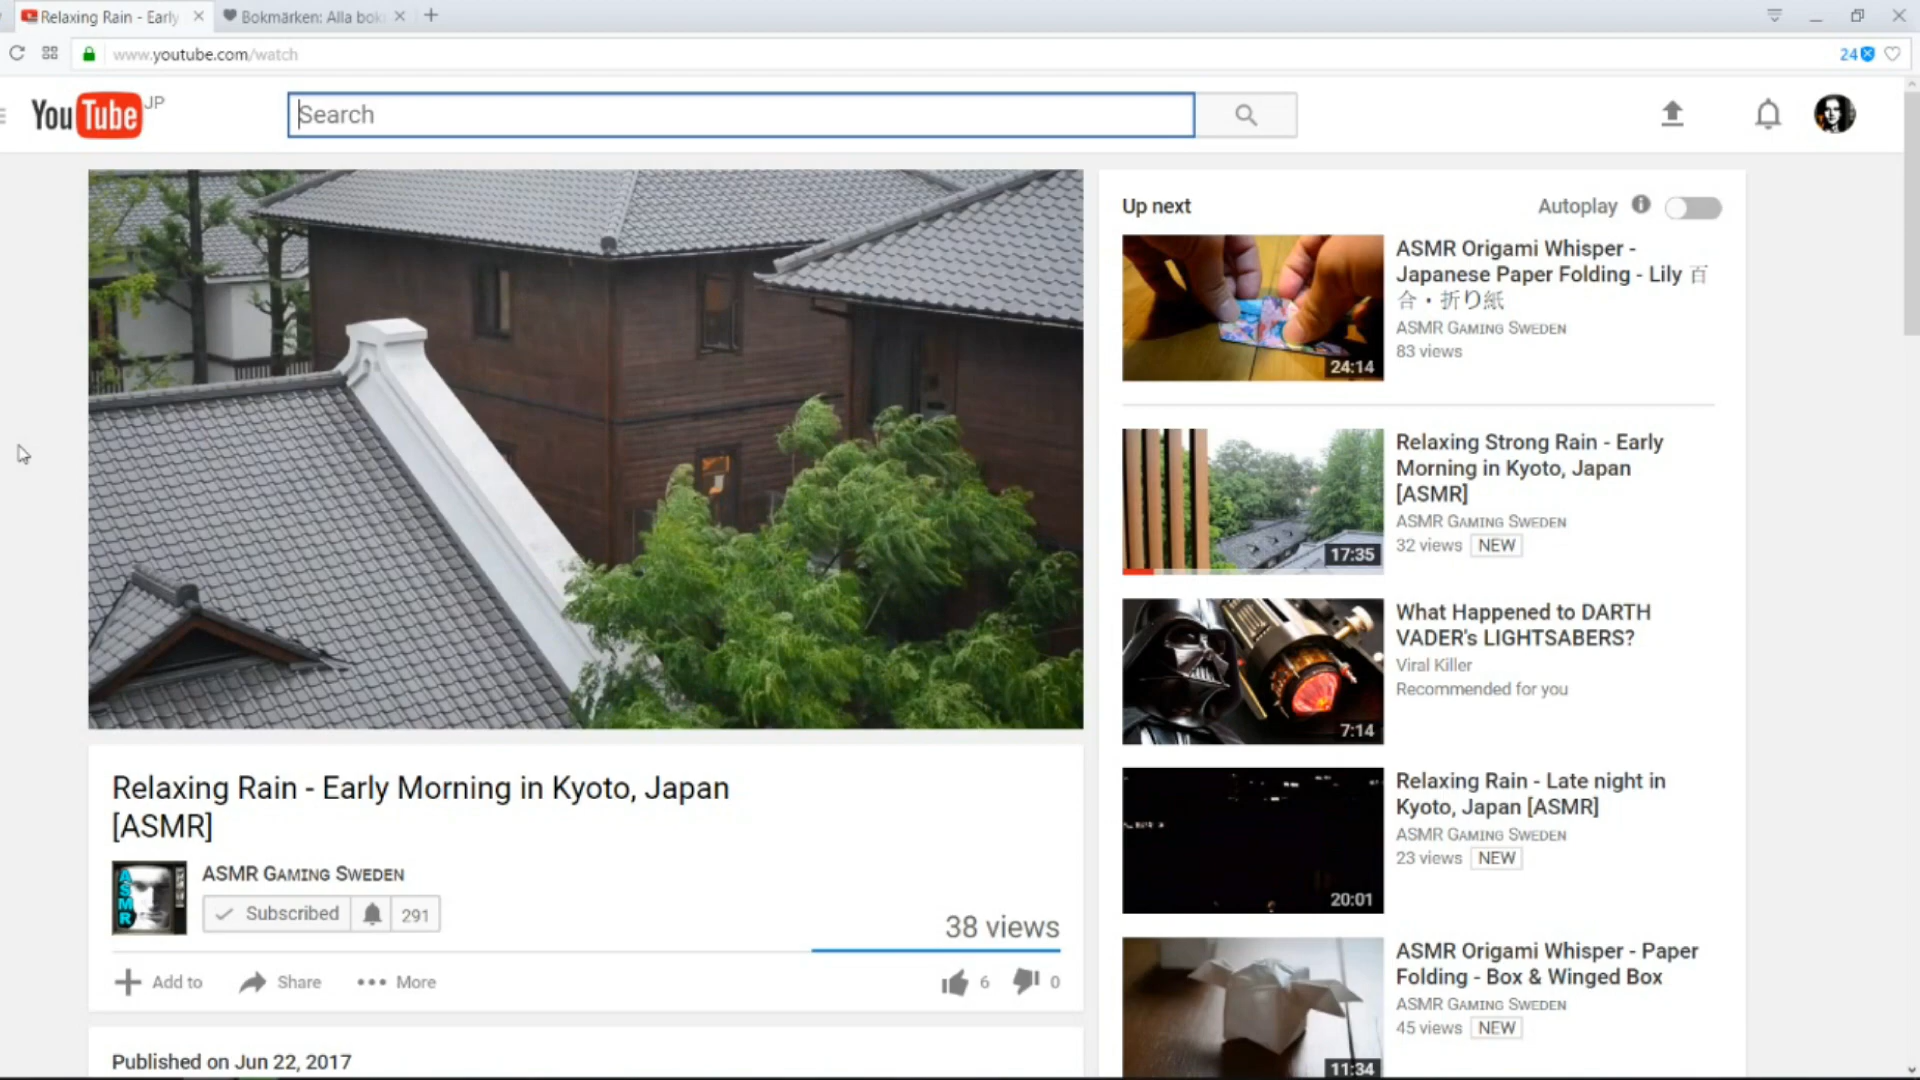 Relaxing Rain - Early
Bokmärken: Alla bok
www.youtube.com/watch
24
YouTube JP
Search
Up next
Autoplay
ASMR Origami Whisper -
Japanese Paper Folding - Lily 百
合・折り紙
ASMR Gaming Sweden
83 views
24:14
Relaxing Strong Rain - Early
Morning in Kyoto, Japan
[ASMR]
ASMR Gaming Sweden
32 views NEW
17:35
What Happened to DARTH
VADER's LIGHTSABERS?
Viral Killer
Recommended for you
7:14
Relaxing Rain - Late night in
Kyoto, Japan [ASMR]
ASMR Gaming Sweden
23 views NEW
20:01
ASMR Origami Whisper - Paper
Folding - Box & Winged Box
ASMR Gaming Sweden
45 views NEW
11:34
Relaxing Rain - Early Morning in Kyoto, Japan
[ASMR]
ASMR
ASMR Gaming Sweden
Subscribed 291
38 views
Add to Share More 6 0
Published on Jun 22, 2017